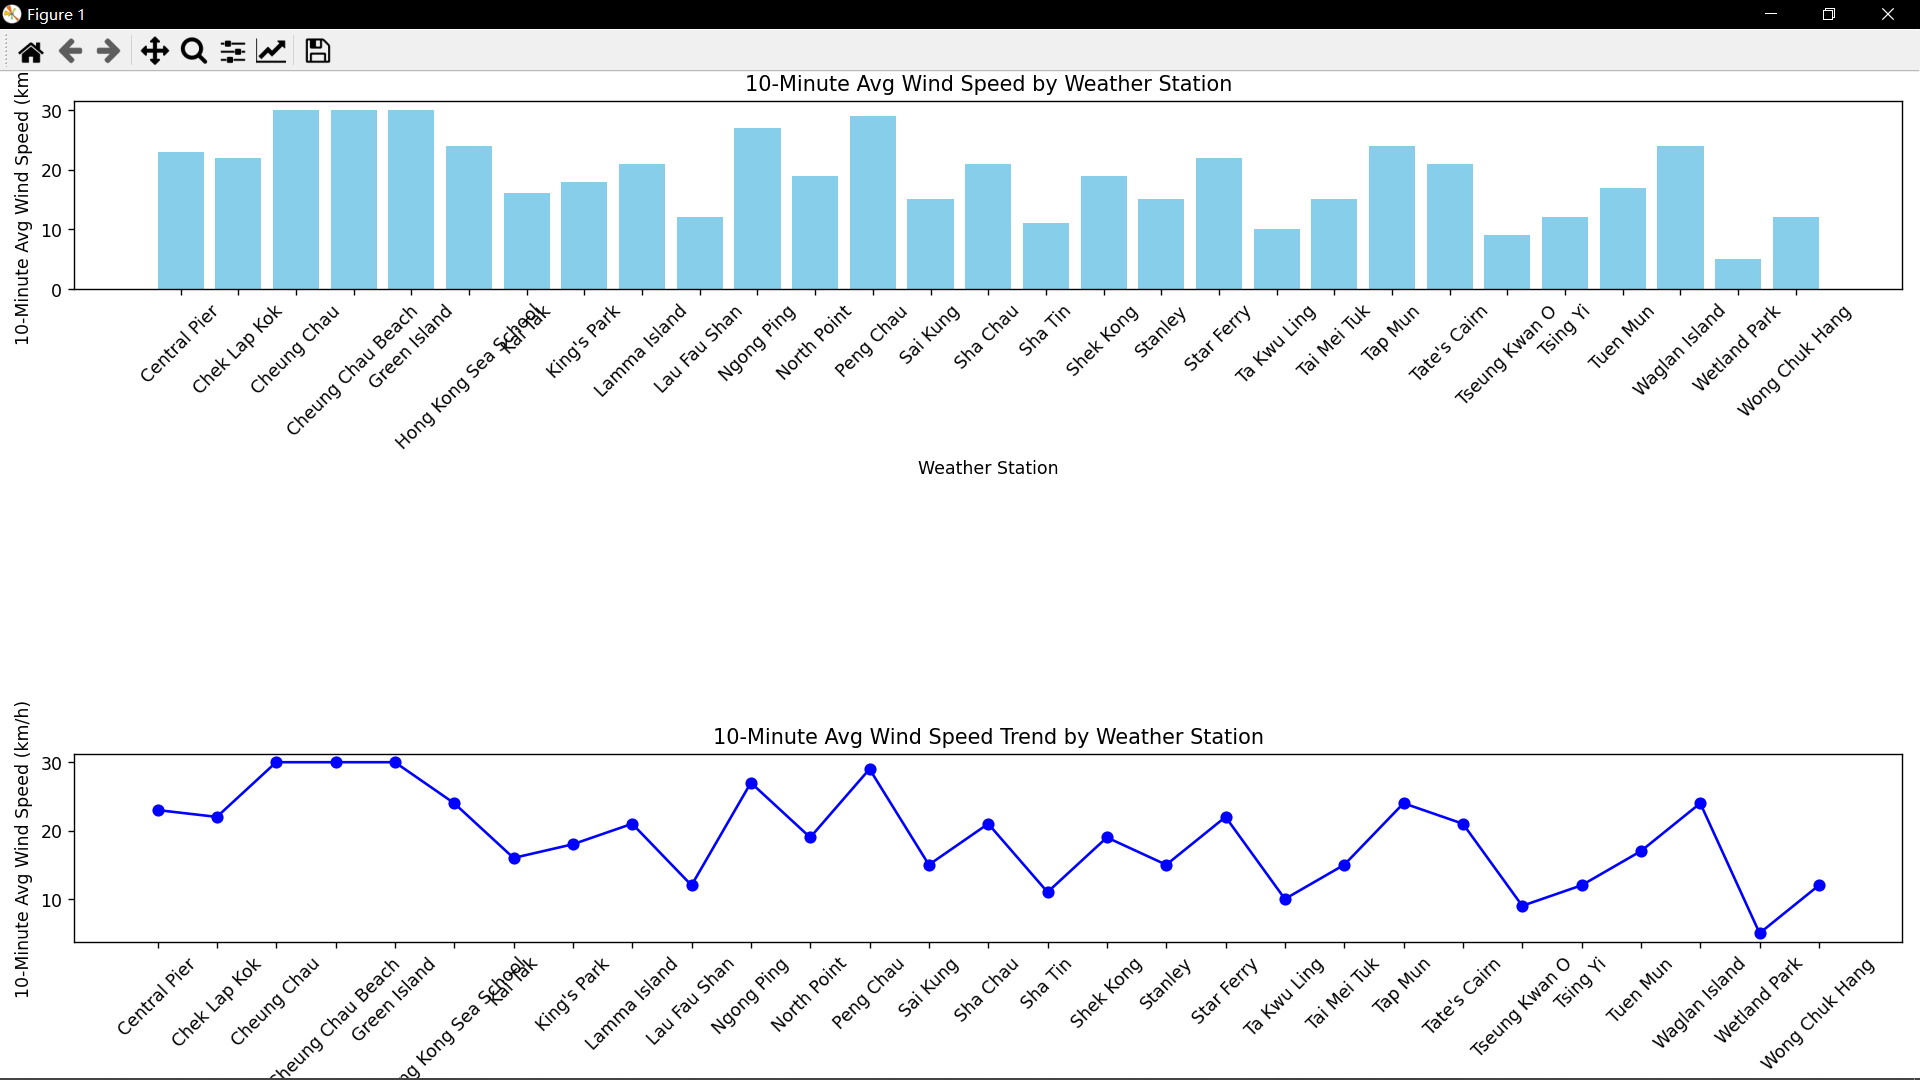 Figure 1
10-Minute Avg Wind Speed by Weather Station
10-Minute Avg Wind Speed (km
30
20
10
0
Central Pier
Chek Lap Kok
Cheung Chau
Cheung Chau Beach
Green Island
Hong Kong Sea School
Kai Tak
King's Park
Lamma Island
Lau Fau Shan
Ngong Ping
North Point
Peng Chau
Sai Kung
Sha Chau
Sha Tin
Shek Kong
Stanley
Star Ferry
Ta Kwu Ling
Tai Mei Tuk
Tap Mun
Tate's Cairn
Tseung Kwan O
Tsing Yi
Tuen Mun
Waglan Island
Wetland Park
Wong Chuk Hang
Weather Station
10-Minute Avg Wind Speed Trend by Weather Station
10-Minute Avg Wind Speed (km/h)
30
20
10
Central Pier
Chek Lap Kok
Cheung Chau
Cheung Chau Beach
Green Island
ng Kong Sea School
Kai Tak
King's Park
Lamma Island
Lau Fau Shan
Ngong Ping
North Point
Peng Chau
Sai Kung
Sha Chau
Sha Tin
Shek Kong
Stanley
Star Ferry
Ta Kwu Ling
Tai Mei Tuk
Tap Mun
Tate's Cairn
Tseung Kwan O
Tsing Yi
Tuen Mun
Waglan Island
Wetland Park
Wong Chuk Hang